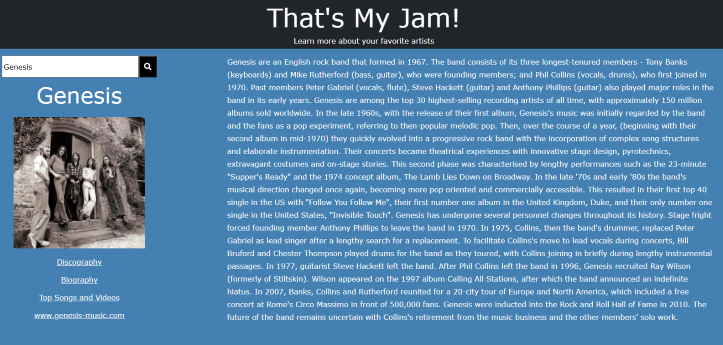 That's My Jam!
Learn more about your favorite artists
Genesis
Genesis
Discography
Biography
Top Songs and Videos
www.genesis-music.com
Genesis are an English rock band that formed in 1967. The band consists of its three longest-tenured members - Tony Banks
(keyboards) and Mike Rutherford (bass, guitar), who were founding members; and Phil Collins (vocals, drums), who first joined in
1970. Past members Peter Gabriel (vocals, flute), Steve Hackett (guitar) and Anthony Phillips (guitar) also played major roles in the
band in its early years. Genesis are among the top 30 highest-selling recording artists of all time, with approximately 150 million
albums sold worldwide. In the late 1960s, with the release of their first album, Genesis's music was initially regarded by the band
and the fans as a pop experiment, referring to then-popular melodic pop. Then, over the course of a year, (beginning with their
second album in mid-1970) they quickly evolved into a progressive rock band with the incorporation of complex song structures
and elaborate instrumentation. Their concerts became theatrical experiences with innovative stage design, pyrotechnics,
extravagant costumes and on-stage stories. This second phase was characterised by lengthy performances such as the 23-minute
"Supper's Ready" and the 1974 concept album, The Lamb Lies Down on Broadway. In the late '70s and early '80s the band's
musical direction changed once again, becoming more pop oriented and commercially accessible. This resulted in their first top 40
single in the US with "Follow You Follow Me", their first number one album in the United Kingdom, Duke, and their only number one
single in the United States, "Invisible Touch". Genesis has undergone several personnel changes throughout its history. Stage fright
forced founding member Anthony Phillips to leave the band in 1970. In 1975, Collins, then the band's drummer, replaced Peter
Gabriel as lead singer after a lengthy search for a replacement. To facilitate Collins's move to lead vocals during concerts, Bill
Bruford and Chester Thompson played drums for the band as they toured, with Collins joining in briefly during lengthy instrumental
passages. In 1977, guitarist Steve Hackett left the band. After Phil Collins left the band in 1996, Genesis recruited Ray Wilson
(formerly of Stiltskin). Wilson appeared on the 1997 album Calling All Stations, after which the band announced an indefinite
hiatus. In 2007, Banks, Collins and Rutherford reunited for a 20-city tour of Europe and North America, which included a free
concert at Rome's Circo Massimo in front of 500,000 fans. Genesis were inducted into the Rock and Roll Hall of Fame in 2010. The
future of the band remains uncertain with Collins's retirement from the music business and the other members' solo work.